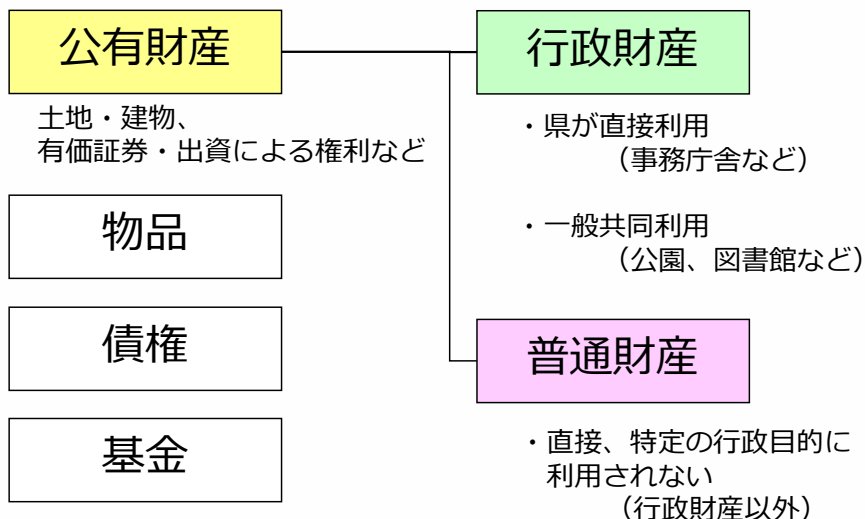 公有財産
土地・建物、
有価証券・出資による権利など
物品
債権
基金
行政財産
・県が直接利用
（事務庁舎など）
・一般共同利用
（公園、図書館など）
普通財産
・直接、特定の行政目的に
利用されない
（行政財産以外）